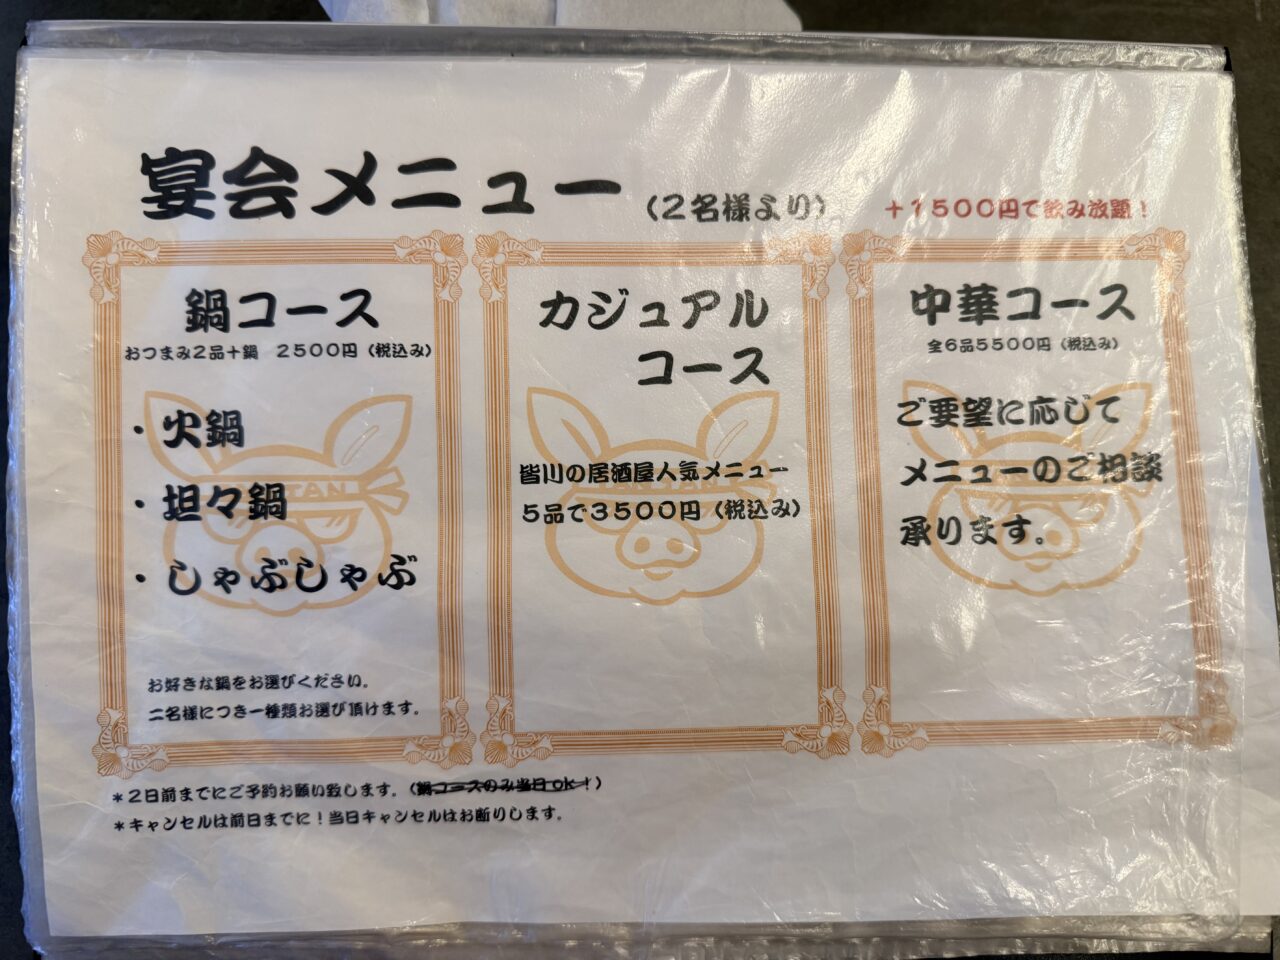 宴会メニュー（2名様より）
＋1500円で飲み放題！
鍋コース
おつまみ2品＋鍋　2500円（税込み）
・火鍋
・坦々鍋
・しゃぶしゃぶ
お好きな鍋をお選びください。
二名様につき一種類お選び頂けます。
カジュアル
コース
皆川の居酒屋人気メニュー
5品で3500円（税込み）
中華コース
全6品5500円（税込み）
ご要望に応じて
メニューのご相談
承ります。
＊2日前までにご予約お願い致します。（鍋コースのみ当日ok！）
＊キャンセルは前日までに！当日キャンセルはお断りします。